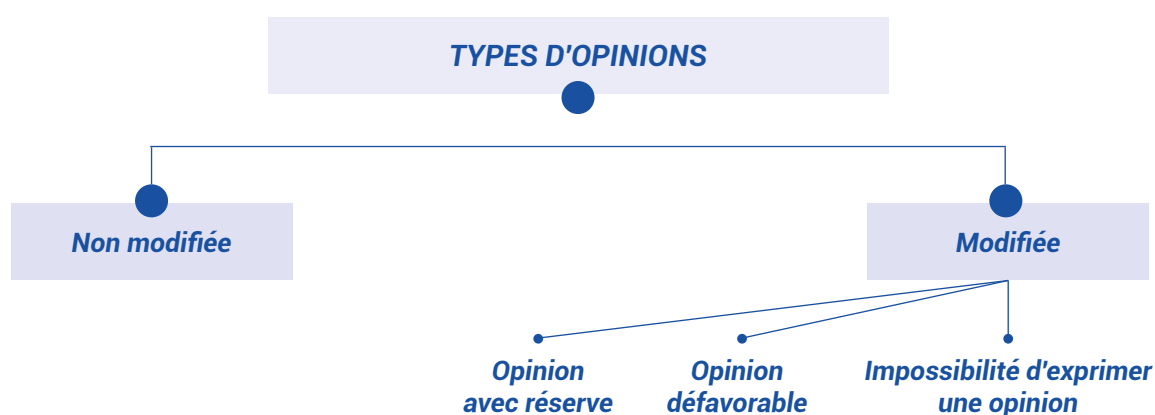 TYPES D'OPINIONS
Non modifiée
Modifiée
Opinion
avec réserve
Opinion
défavorable
Impossibilité d'exprimer
une opinion